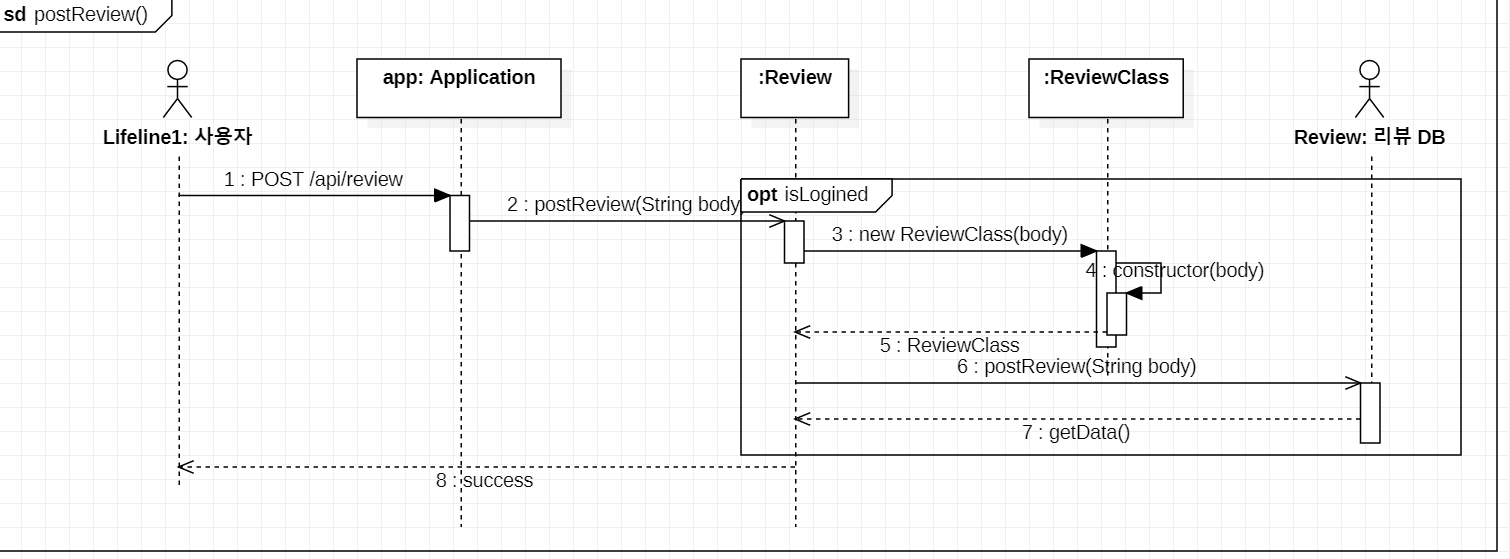 sd postReview()
app: Application
:Review
:ReviewClass
Lifeline1: 사용자
Review: 리뷰 DB
1 : POST /api/review
opt isLogined
2 : postReview(String body
3 : new ReviewClass(body)
4 : constructor(body)
5 : ReviewClass
6 : postReview(String body)
7 : getData()
8 : success